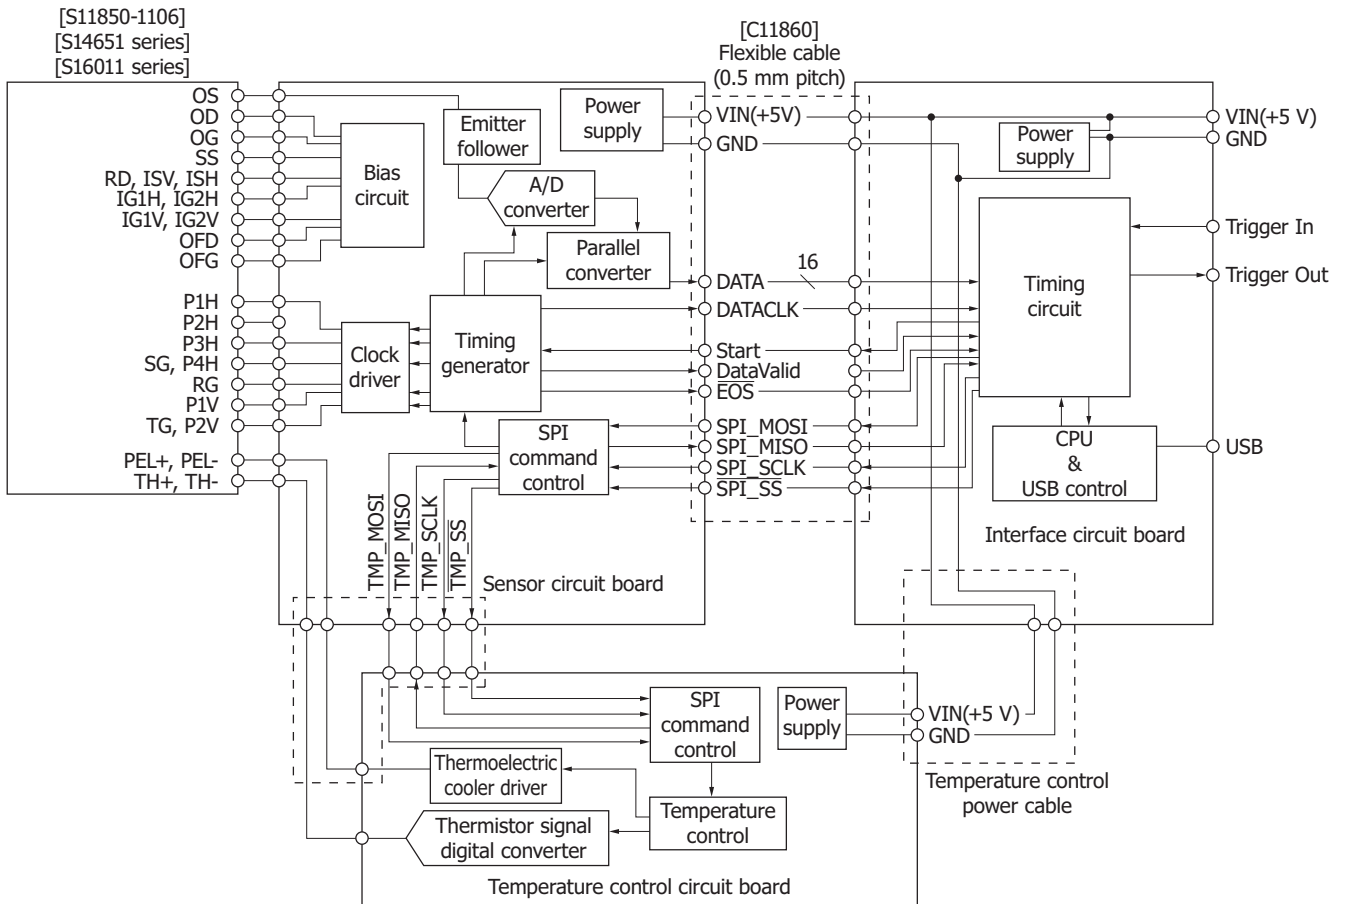 [S11850-1106]
[S14651 series]
[S16011 series]
OS
OD
OG
SS
RD, ISV, ISH
IG1H, IG2H
IG1V, IG2V
OFD
OFG
P1H
P2H
P3H
SG, P4H
RG
P1V
TG, P2V
PEL+, PEL-
TH+, TH-
Bias
circuit
Emitter
follower
Power
supply
A/D
converter
Parallel
converter
Clock
driver
Timing
generator
SPI
command
control
TMP_MOSI
TMP_MISO
TMP_SCLK
TMP_SS
Sensor circuit board
[C11860]
Flexible cable
(0.5 mm pitch)
VIN(+5V)
GND
DATA
16
DATACLK
Start
DataValid
EOS
SPI_MOSI
SPI_MISO
SPI_SCLK
SPI_SS
Power
supply
Timing
circuit
CPU
&
USB control
Interface circuit board
VIN(+5 V)
GND
Trigger In
Trigger Out
USB
SPI
command
control
Power
supply
VIN(+5 V)
GND
Temperature control
power cable
Thermoelectric
cooler driver
Temperature
control
Thermistor signal
digital converter
Temperature control circuit board